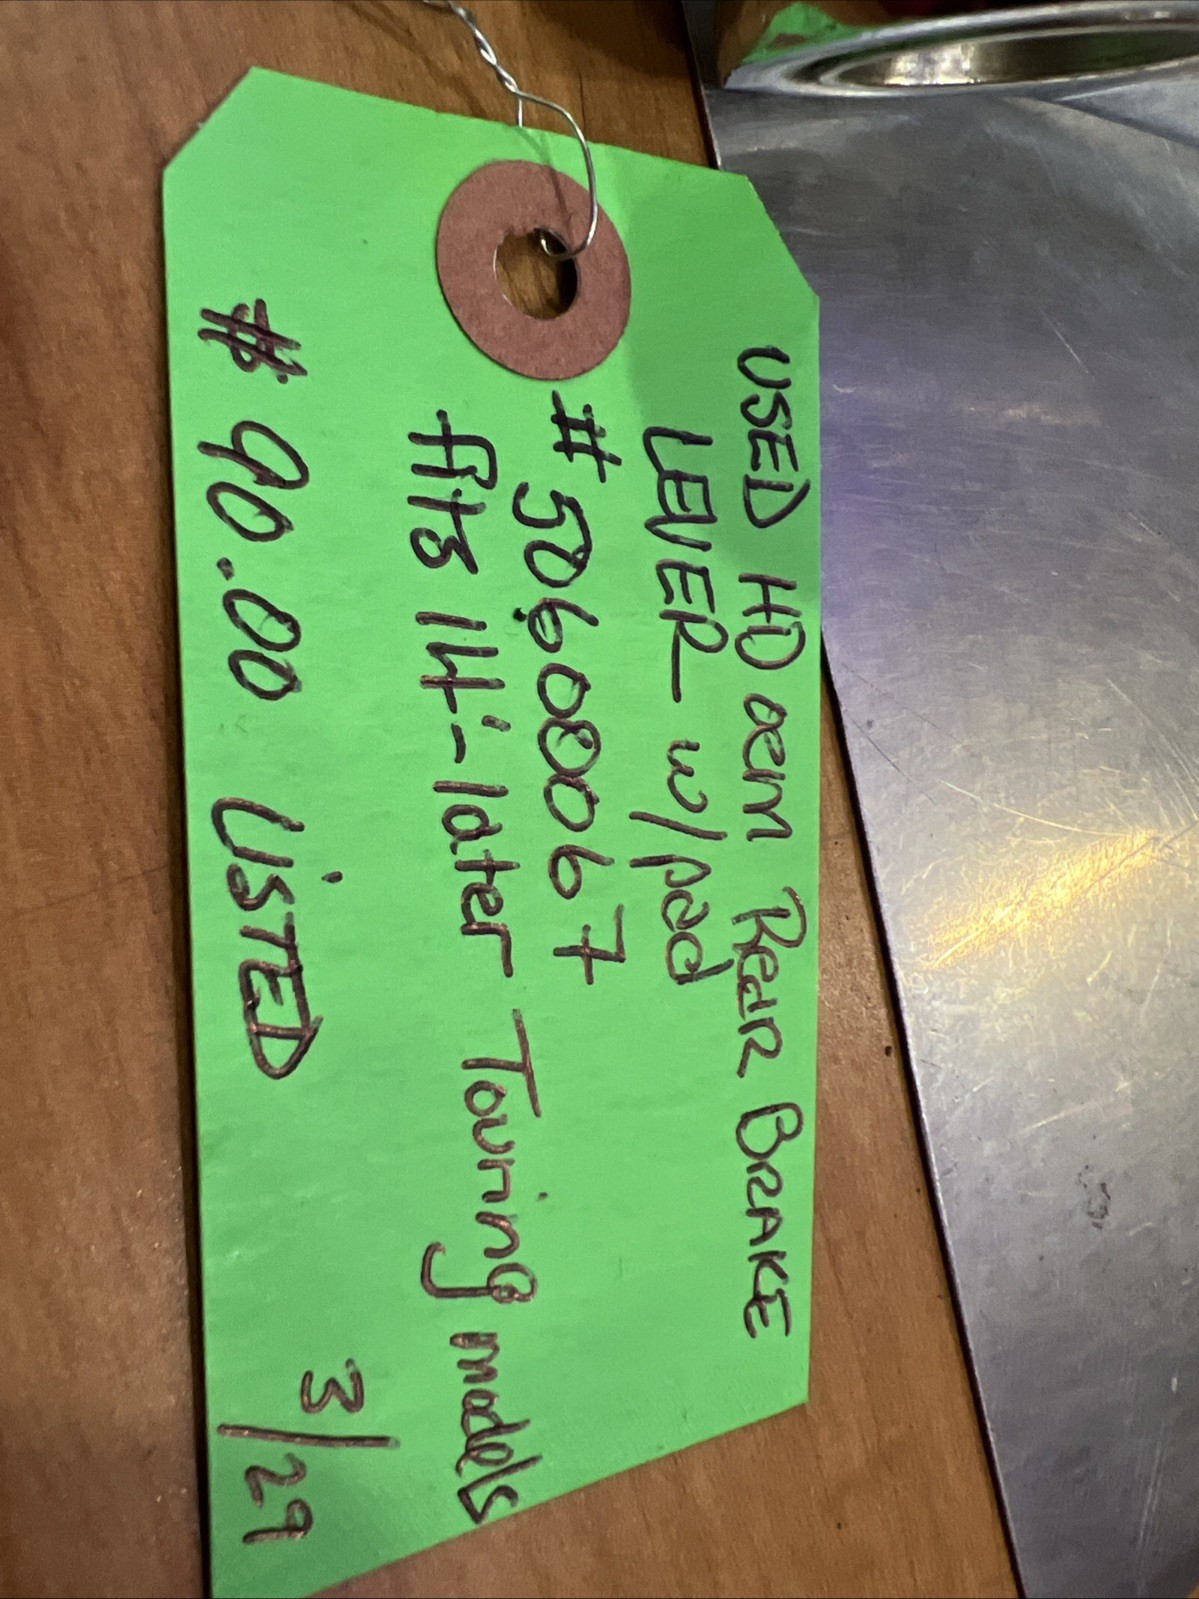 USED HD oem Rear BRAKE
LEVER w/pad
# 50600067
fits 14'-later Touring models
# 90.00 LiSTED
3/29